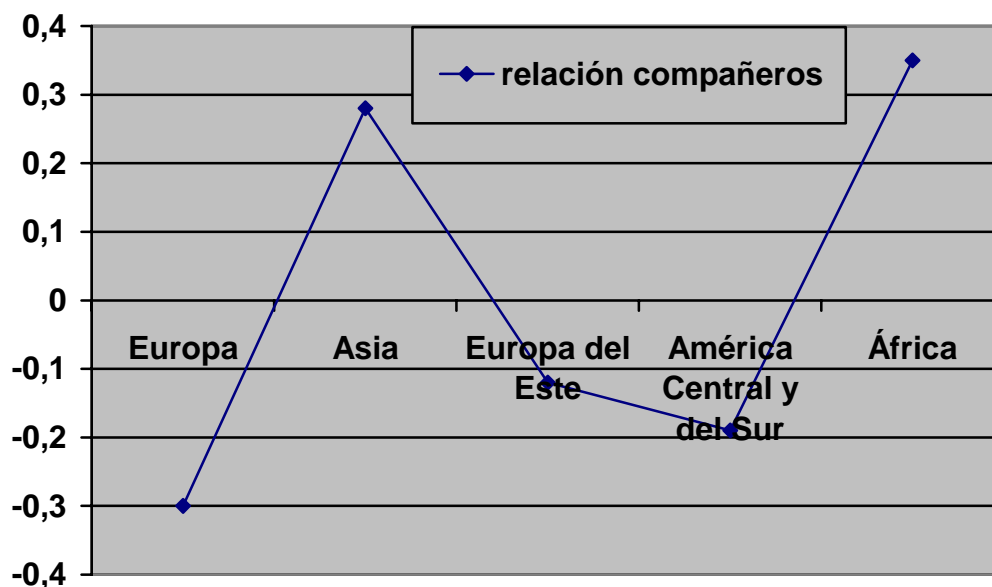 0,4
relación compañeros
0,3
0,2
0,1
0
Europa
Asia
Europa del
Este
América
Central y
del Sur
África
-0,1
-0,2
-0,3
-0,4